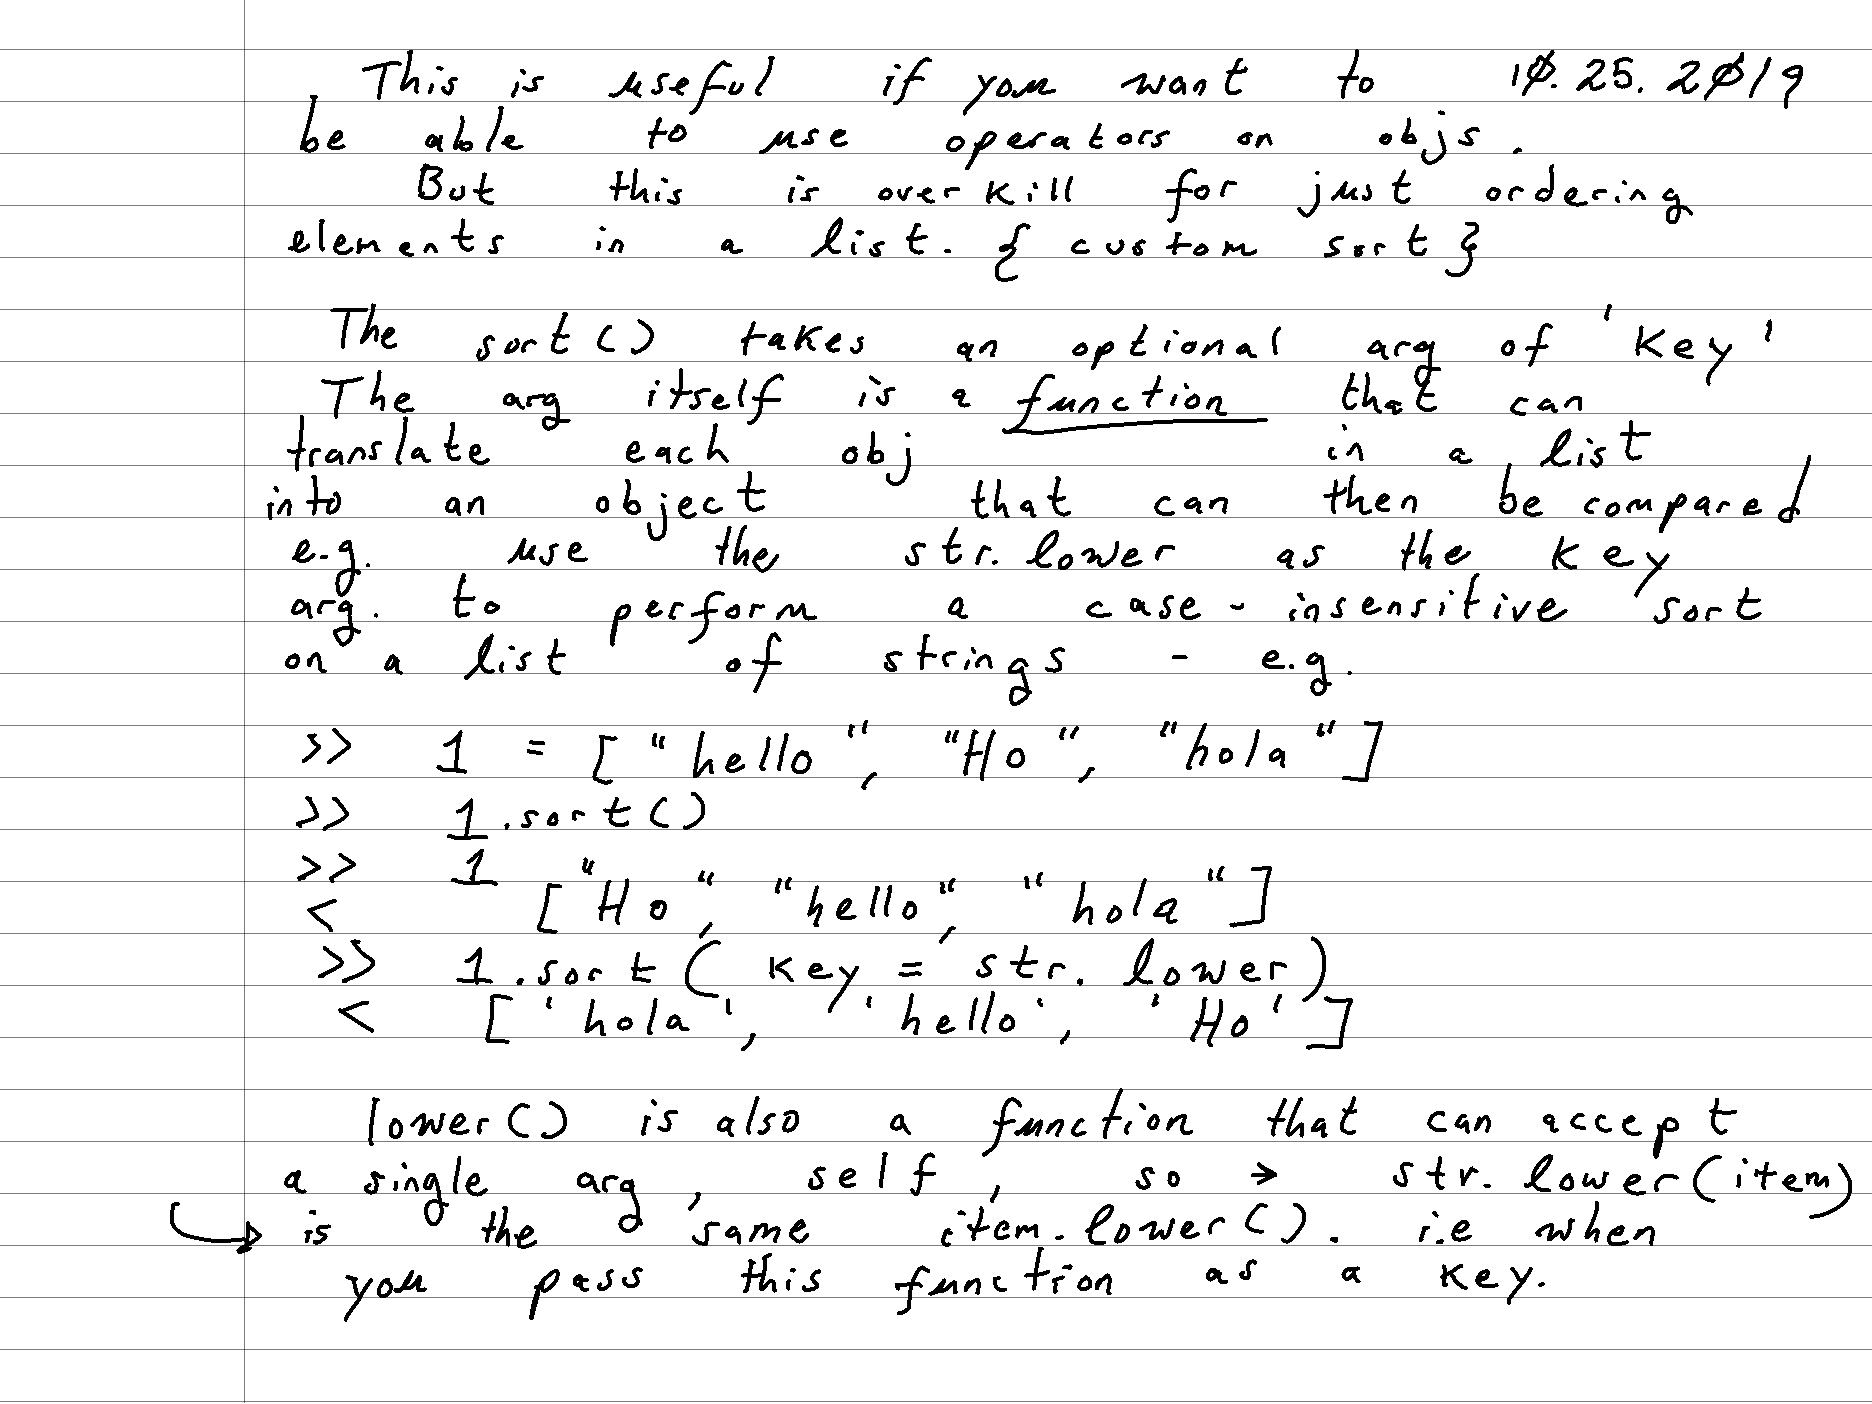 This is useful if you want to 10.25.2019
be able to use operators on objs.
But this is overkill for just ordering
elements in a list. { custom sort }
The sort() takes an optional arg of 'key'
The arg itself is a function that can
translate each obj in a list
into an object that can then be compared
e.g. use the str.lower as the key
arg. to perform a case-insensitive sort
on a list of strings - e.g.
>> 1 = ["hello", "Ho", "hola"]
>> 1.sort()
>> 1
< ["Ho", "hello", "hola"]
>> 1.sort( key = str.lower)
< ['hola', 'hello', 'Ho']
lower() is also a function that can accept
a single arg, self, so → str.lower(item)
↪ is the same item.lower(). i.e when
you pass this function as a key.